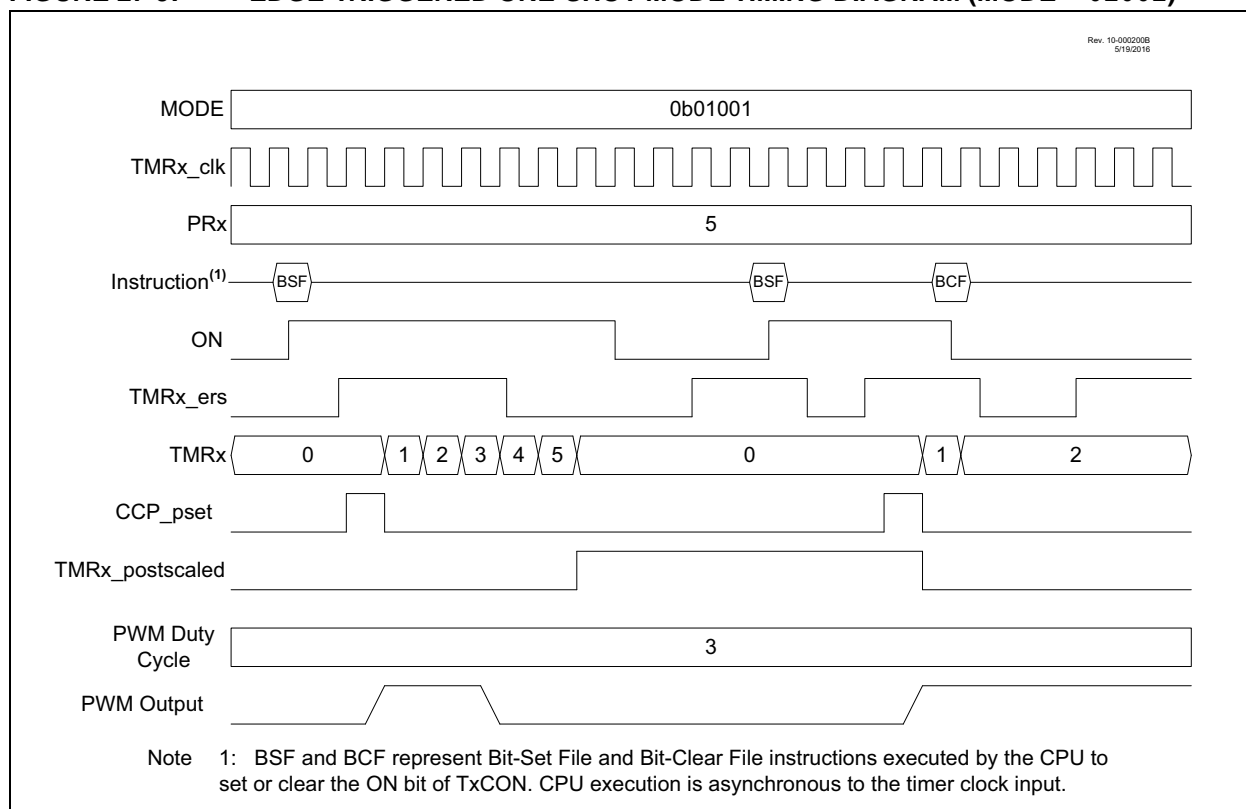 Rev. 10-000200B
5/19/2016
MODE 0b01001
TMRx_clk
PRx 5
Instruction(1) BSF BSF BCF
ON
TMRx_ers
TMRx 0 1 2 3 4 5 0 1 2
CCP_pset
TMRx_postscaled
PWM Duty
Cycle 3
PWM Output
Note 1: BSF and BCF represent Bit-Set File and Bit-Clear File instructions executed by the CPU to
set or clear the ON bit of TxCON. CPU execution is asynchronous to the timer clock input.